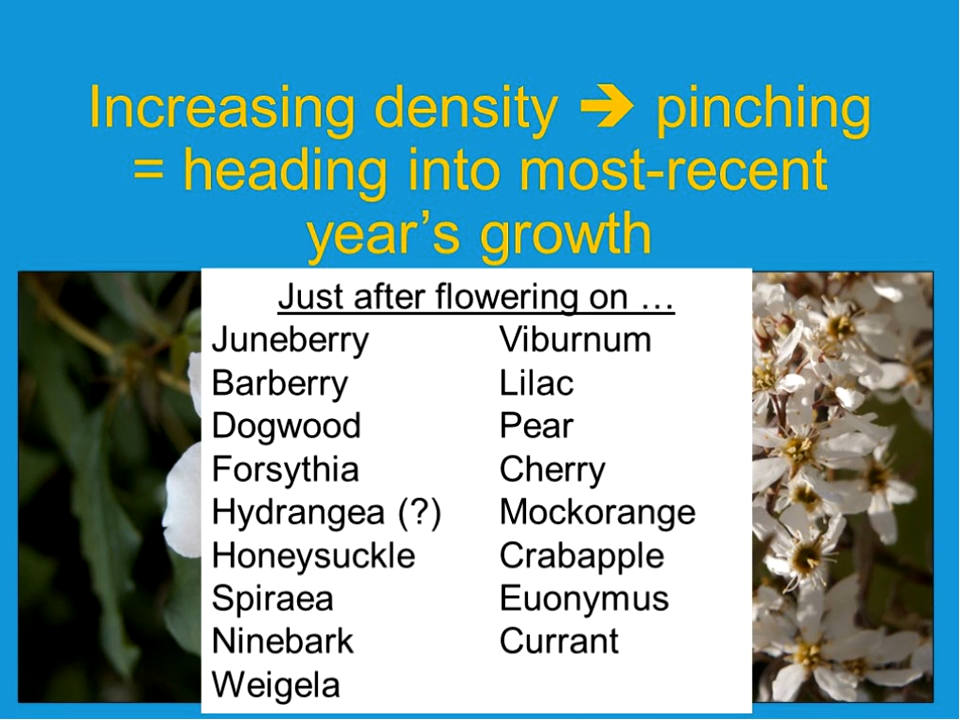 Increasing density ➔ pinching
= heading into most-recent
year’s growth
Just after flowering on …
Juneberry
Barberry
Dogwood
Forsythia
Hydrangea (?)
Honeysuckle
Spiraea
Ninebark
Weigela
Viburnum
Lilac
Pear
Cherry
Mockorange
Crabapple
Euonymus
Currant